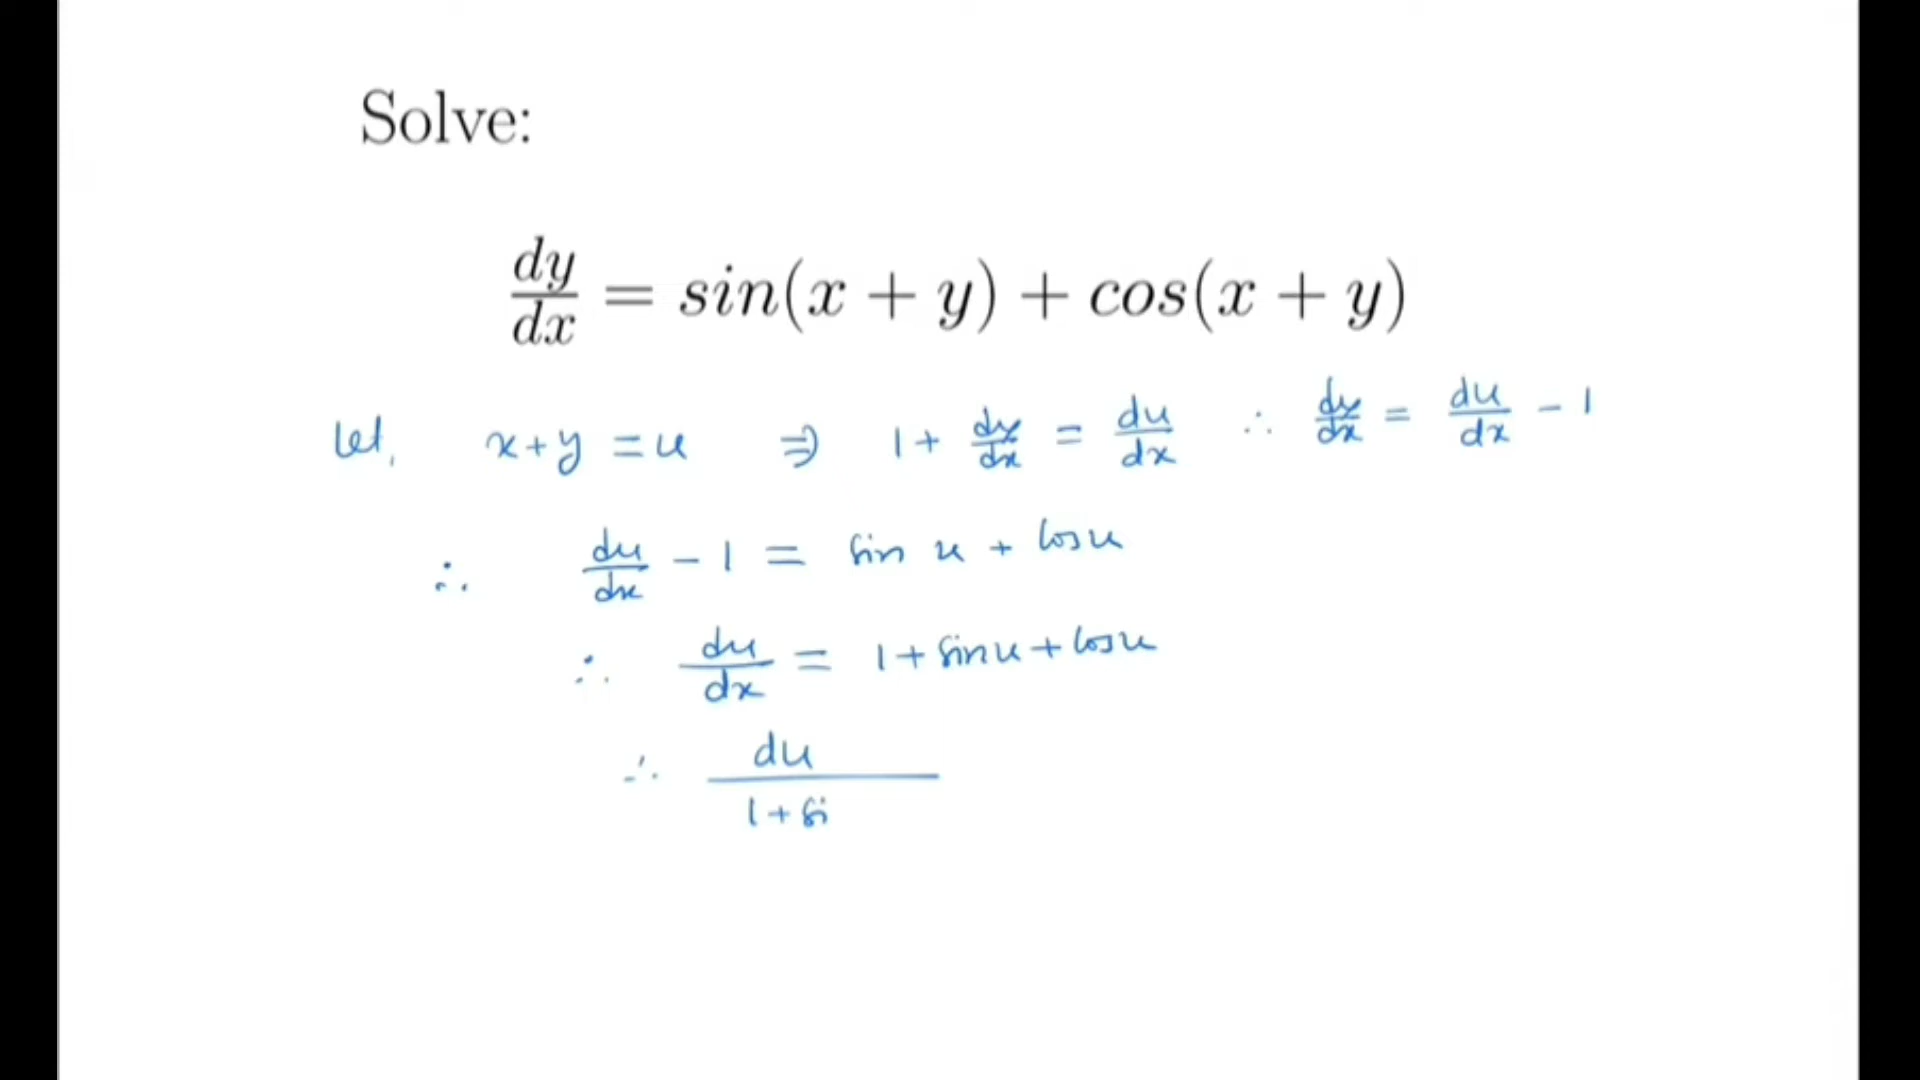 Solve:
dy/dx = sin(x + y) + cos(x + y)
Let, x+y = u ⇒ 1 + dy/dx = du/dx ∴ dy/dx = du/dx - 1
∴ du/dx - 1 = sin u + cos u
∴ du/dx = 1 + sin u + cos u
∴ du/(1 + si